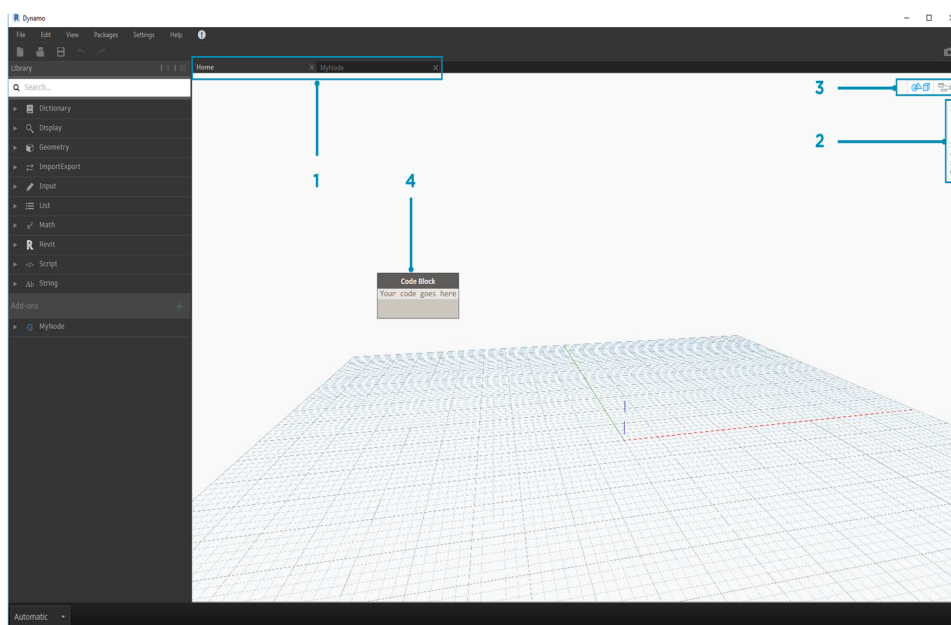 R Dynamo
File Edit View Packages Settings Help
Library
Home X MyNode X
Search...
3
Dictionary
Display
2
Geometry
ImportExport
1
4
Input
List
Math
R Revit
Script
Code Block
String
Your code goes here
Add-ons +
MyNode
Automatic